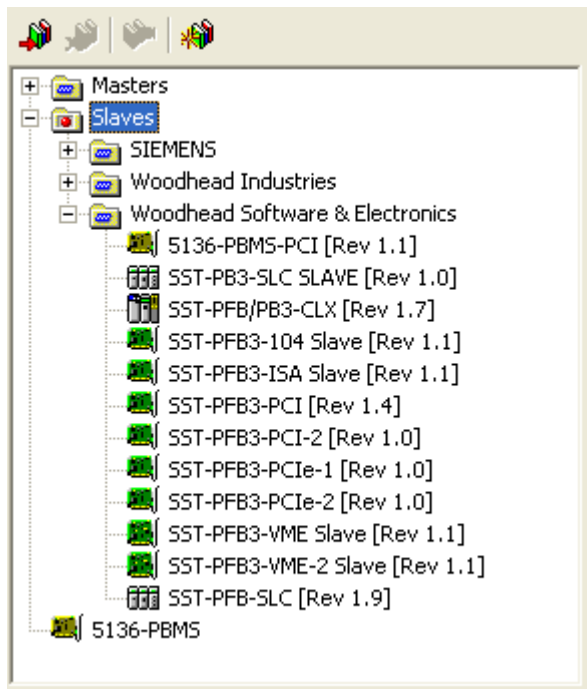 Masters
Slaves
SIEMENS
Woodhead Industries
Woodhead Software & Electronics
5136-PBMS-PCI [Rev 1.1]
SST-PB3-SLC SLAVE [Rev 1.0]
SST-PFB/PB3-CLX [Rev 1.7]
SST-PFB3-104 Slave [Rev 1.1]
SST-PFB3-ISA Slave [Rev 1.1]
SST-PFB3-PCI [Rev 1.4]
SST-PFB3-PCI-2 [Rev 1.0]
SST-PFB3-PCIe-1 [Rev 1.0]
SST-PFB3-PCIe-2 [Rev 1.0]
SST-PFB3-VME Slave [Rev 1.1]
SST-PFB3-VME-2 Slave [Rev 1.1]
SST-PFB-SLC [Rev 1.9]
5136-PBMS